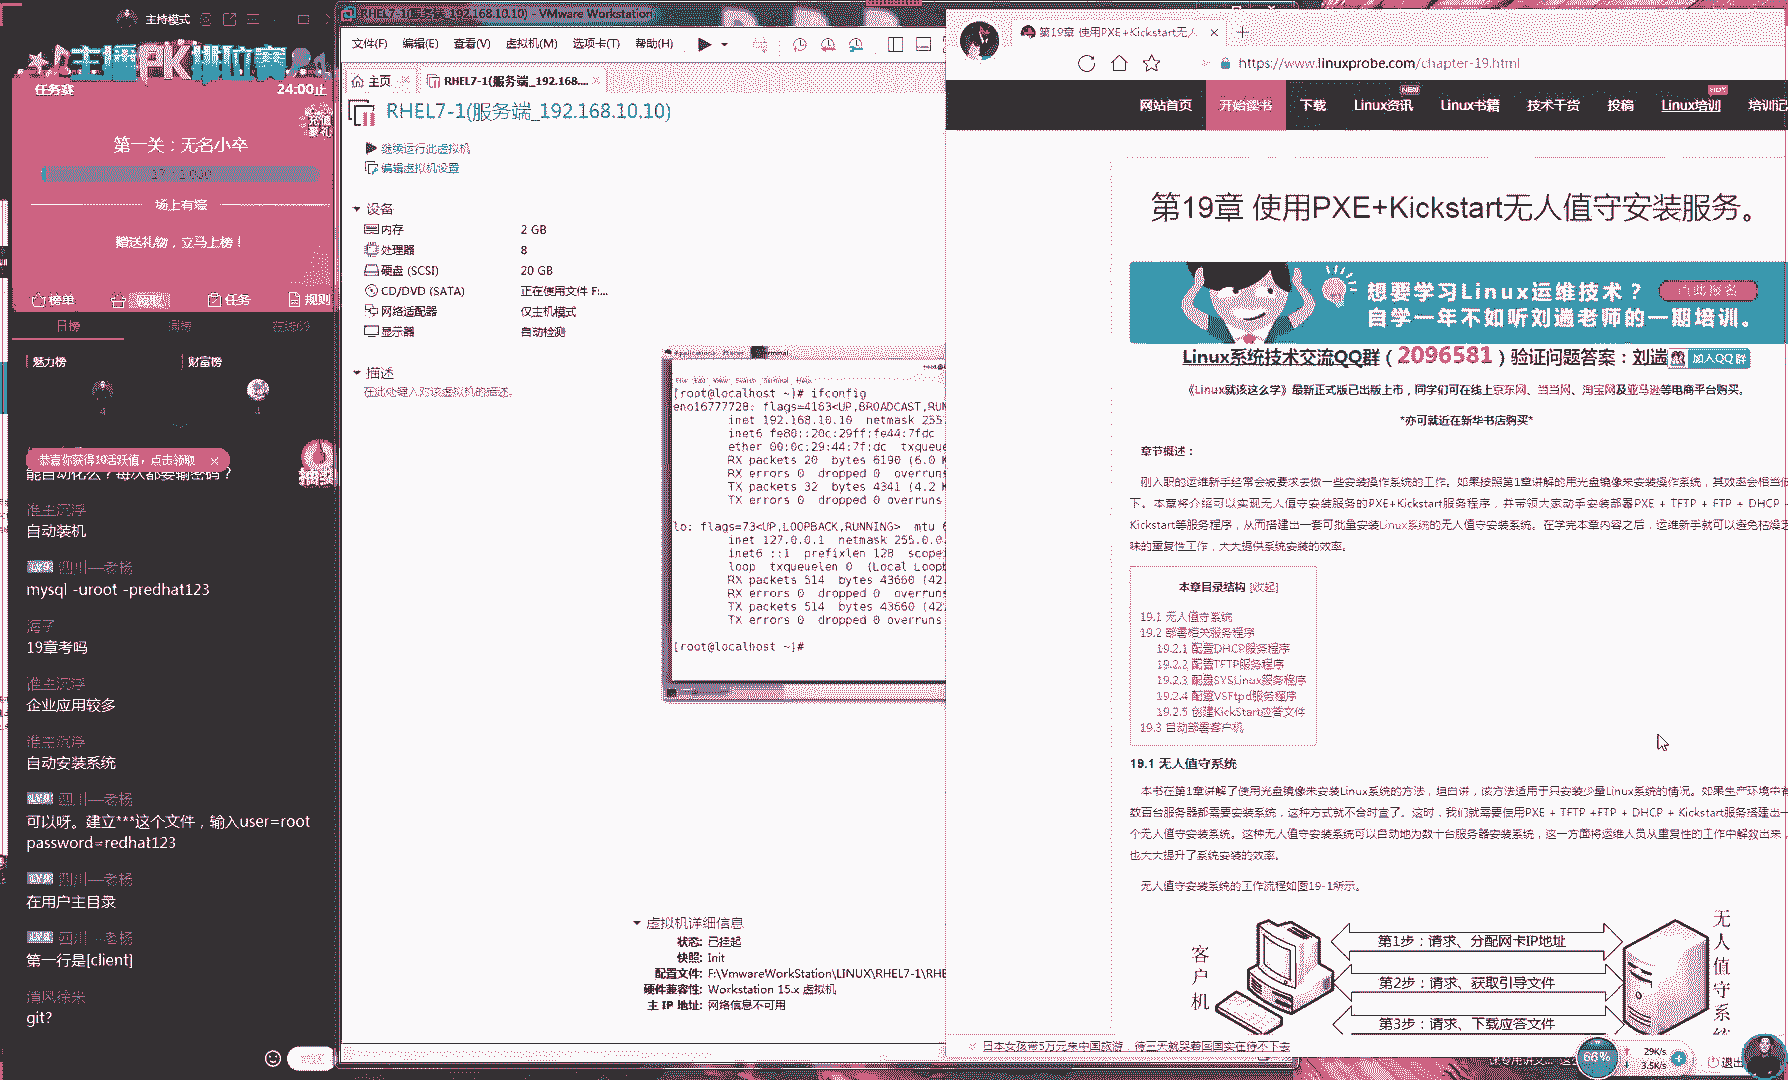 主持模式
主播PK排位赛
任务赛
24:00止
第一关：无名小卒
场上有您
赠送礼物，立马上榜！
榜单
任务
规则
日榜
魅力榜
财富榜
4
4
恭喜你获得10活跃值，点击领取
能自动化么？每次都要输密码？
抽奖
谁主沉浮
自动装机
四川—老杨
mysql -uroot -predhat123
海子
19章考吗
谁主沉浮
企业应用较多
谁主沉浮
自动安装系统
四川—老杨
可以呀。建立***这个文件，输入user=root
password=redhat123
四川—老杨
在用户主目录
四川—老杨
第一行是[client]
清风徐来
git?
RHEL7-1(服务端_192.168.10.10) - VMware Workstation
文件(F) 编辑(E) 查看(V) 虚拟机(M) 选项卡(T) 帮助(H)
主页
RHEL7-1(服务端_192.168....
RHEL7-1(服务端_192.168.10.10)
继续运行此虚拟机
编辑虚拟机设置
设备
内存 2 GB
处理器 8
硬盘 (SCSI) 20 GB
CD/DVD (SATA) 正在使用文件 F:...
网络适配器 仅主机模式
显示器 自动检测
描述
在此处键入对该虚拟机的描述。
[root@localhost ~]# ifconfig
eno16777728: flags=4163<UP,BROADCAST,RUN
inet 192.168.10.10 netmask 255
inet6 fe80::20c:29ff:fe44:7fdc
ether 00:0c:29:44:7f:dc txqueue
RX packets 20 bytes 6190 (6.0 K
RX errors 0 dropped 0 overruns
TX packets 32 bytes 4341 (4.2 K
TX errors 0 dropped 0 overruns
lo: flags=73<UP,LOOPBACK,RUNNING> mtu 6
inet 127.0.0.1 netmask 255.0.0.
inet6 ::1 prefixlen 128 scope
loop txqueuelen 0 (Local Loopb
RX packets 514 bytes 43660 (42.
RX errors 0 dropped 0 overruns
TX packets 514 bytes 43660 (42
TX errors 0 dropped 0 overruns
[root@localhost ~]#
虚拟机详细信息
状态: 已挂起
快照: Init
配置文件: F:\VmwareWorkStation\LINUX\RHEL7-1\RHE
硬件兼容性: Workstation 15.x 虚拟机
主 IP 地址: 网络信息不可用
第19章 使用PXE+Kickstart无人
https://www.linuxprobe.com/chapter-19.html
网站首页 开始读书 下载 Linux资讯 Linux书籍 技术干货 投稿 Linux培训 培训记
NEW
HOT
第19章 使用PXE+Kickstart无人值守安装服务。
想要学习Linux运维技术？ 点此报名
自学一年不如听刘遄老师的一期培训。
Linux系统技术交流QQ群（2096581）验证问题答案：刘遄 加入QQ群
《Linux就该这么学》最新正式版已出版上市，同学们可在线上京东网、当当网、淘宝网及亚马逊等电商平台购买。
*亦可就近在新华书店购买*
章节概述：
刚入职的运维新手经常会被要求去做一些安装操作系统的工作。如果按照第1章讲解的用光盘镜像来安装操作系统，其效率会相当低
下。本章将介绍可以实现无人值守安装服务的PXE+Kickstart服务程序，并带领大家动手安装部署PXE + TFTP + FTP + DHCP +
Kickstart等服务程序，从而搭建出一套可批量安装Linux系统的无人值守安装系统。在学完本章内容之后，运维新手就可以避免枯燥乏
味的重复性工作，大大提供系统安装的效率。
本章目录结构 [收起]
19.1 无人值守系统
19.2 部署相关服务程序
19.2.1 配置DHCP服务程序
19.2.2 配置TFTP服务程序
19.2.3 配置SYSLinux服务程序
19.2.4 配置VSFtpd服务程序
19.2.5 创建KickStart应答文件
19.3 自动部署客户机
19.1 无人值守系统
本书在第1章讲解了使用光盘镜像来安装Linux系统的方法，坦白讲，该方法适用于只安装少量Linux系统的情况。如果生产环境中有
数百台服务器都需要安装系统，这种方式就不合时宜了。这时，我们就需要使用PXE + TFTP +FTP + DHCP + Kickstart服务搭建出一
个无人值守安装系统。这种无人值守安装系统可以自动地为数十台服务器安装系统，这一方面将运维人员从重复性的工作中解救出来，
也大大提升了系统安装的效率。
无人值守安装系统的工作流程如图19-1所示。
客户机
第1步：请求、分配网卡IP地址
第2步：请求、获取引导文件
第3步：请求、下载应答文件
无人值守系
日本女孩带5万元来中国旅游，待三天就哭着回国实在待不下去
66%
29K/s
3.5K/s
退出